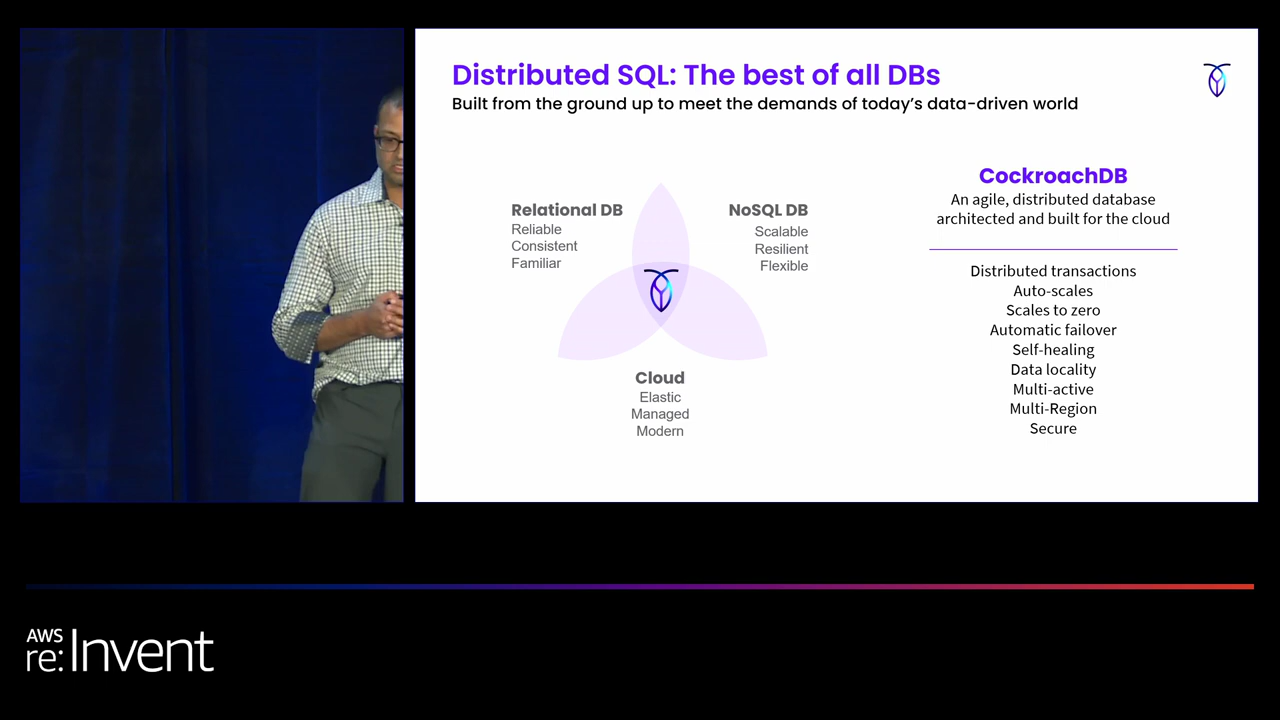 Distributed SQL: The best of all DBs
Built from the ground up to meet the demands of today's data-driven world
Relational DB
Reliable
Consistent
Familiar
NoSQL DB
Scalable
Resilient
Flexible
Cloud
Elastic
Managed
Modern
CockroachDB
An agile, distributed database
architected and built for the cloud
Distributed transactions
Auto-scales
Scales to zero
Automatic failover
Self-healing
Data locality
Multi-active
Multi-Region
Secure
AWS
re:Invent